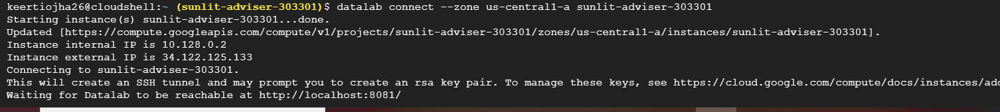 keertiojha26@cloudshell:~ (sunlit-adviser-303301)$ datalab connect --zone us-central1-a sunlit-adviser-303301
Starting instance(s) sunlit-adviser-303301...done.
Updated [https://compute.googleapis.com/compute/v1/projects/sunlit-adviser-303301/zones/us-central1-a/instances/sunlit-adviser-303301].
Instance internal IP is 10.128.0.2
Instance external IP is 34.122.125.133
Connecting to sunlit-adviser-303301.
This will create an SSH tunnel and may prompt you to create an rsa key pair. To manage these keys, see https://cloud.google.com/compute/docs/instances/add
Waiting for Datalab to be reachable at http://localhost:8081/